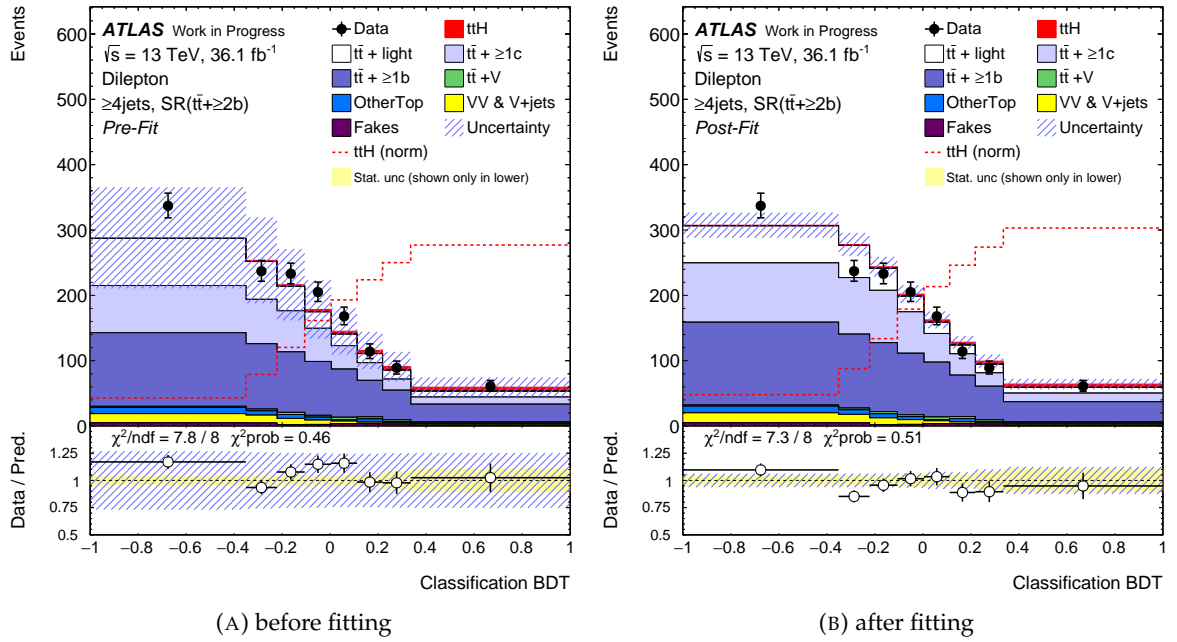 Events
ATLAS Work in Progress
√s = 13 TeV, 36.1 fb⁻¹
Dilepton
≥4jets, SR(tt̄+≥2b)
Pre-Fit
Data
ttH
tt̄ + light
tt̄ + ≥1c
tt̄ + ≥1b
tt̄ +V
OtherTop
VV & V+jets
Fakes
Uncertainty
ttH (norm)
Stat. unc (shown only in lower)
600
500
400
300
200
100
0
χ²/ndf = 7.8 / 8 χ²prob = 0.46
Data / Pred.
1.25
1
0.75
0.5
−1 −0.8 −0.6 −0.4 −0.2 0 0.2 0.4 0.6 0.8 1
Classification BDT
(A) before fitting
Events
ATLAS Work in Progress
√s = 13 TeV, 36.1 fb⁻¹
Dilepton
≥4jets, SR(tt̄+≥2b)
Post-Fit
Data
ttH
tt̄ + light
tt̄ + ≥1c
tt̄ + ≥1b
tt̄ +V
OtherTop
VV & V+jets
Fakes
Uncertainty
ttH (norm)
Stat. unc (shown only in lower)
600
500
400
300
200
100
0
χ²/ndf = 7.3 / 8 χ²prob = 0.51
Data / Pred.
1.25
1
0.75
0.5
−1 −0.8 −0.6 −0.4 −0.2 0 0.2 0.4 0.6 0.8 1
Classification BDT
(B) after fitting